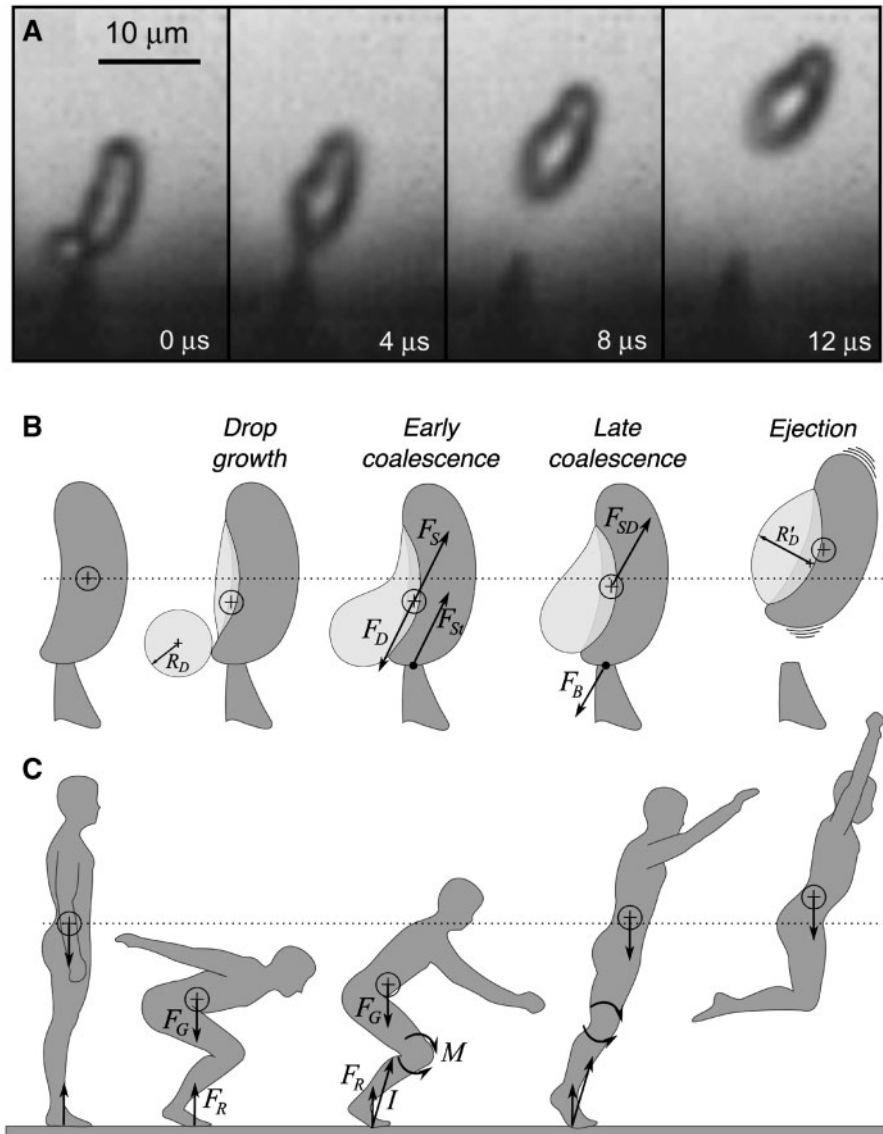 A
10 μm
0 μs
4 μs
8 μs
12 μs
B
Drop growth
Early coalescence
Late coalescence
Ejection
R_D
F_S
F_D
F_St
F_SD
F_B
R'_D
C
F_G
F_R
F_G
F_R
I
M